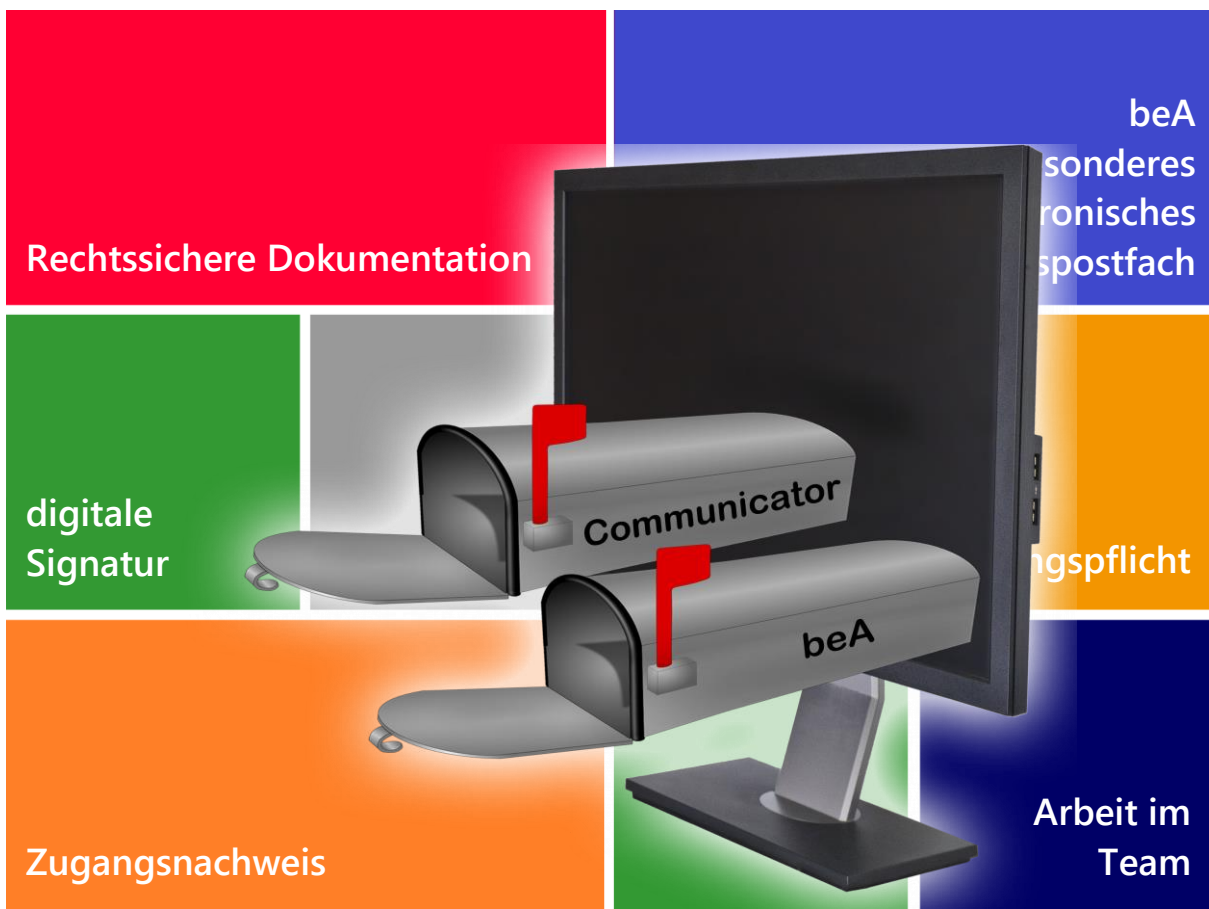 beA
sonderes
ronisches
spostfach
Rechtssichere Dokumentation
digitale
Signatur
Communicator
ngspflicht
beA
Zugangsnachweis
Arbeit im
Team